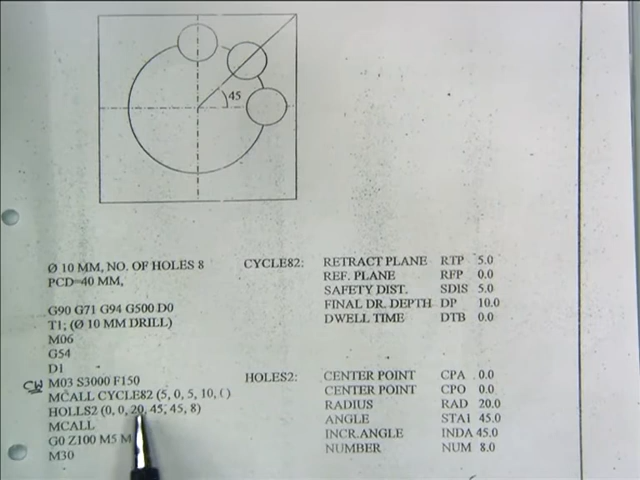 45
Ø 10 MM, NO. OF HOLES 8
PCD=40 MM,
G90 G71 G94 G500 D0
T1; (Ø 10 MM DRILL)
M06
G54
D1
CW M03 S3000 F150
MCALL CYCLE82 (5, 0, 5, 10, ( )
HOLLS2 (0, 0, 20, 45, 45, 8)
MCALL
G0 Z100 M5 M
M30
CYCLE82: RETRACT PLANE RTP 5.0
REF. PLANE RFP 0.0
SAFETY DIST. SDIS 5.0
FINAL DR. DEPTH DP 10.0
DWELL TIME DTB 0.0
HOLES2: CENTER POINT CPA 0.0
CENTER POINT CPO 0.0
RADIUS RAD 20.0
ANGLE STA1 45.0
INCR.ANGLE INDA 45.0
NUMBER NUM 8.0